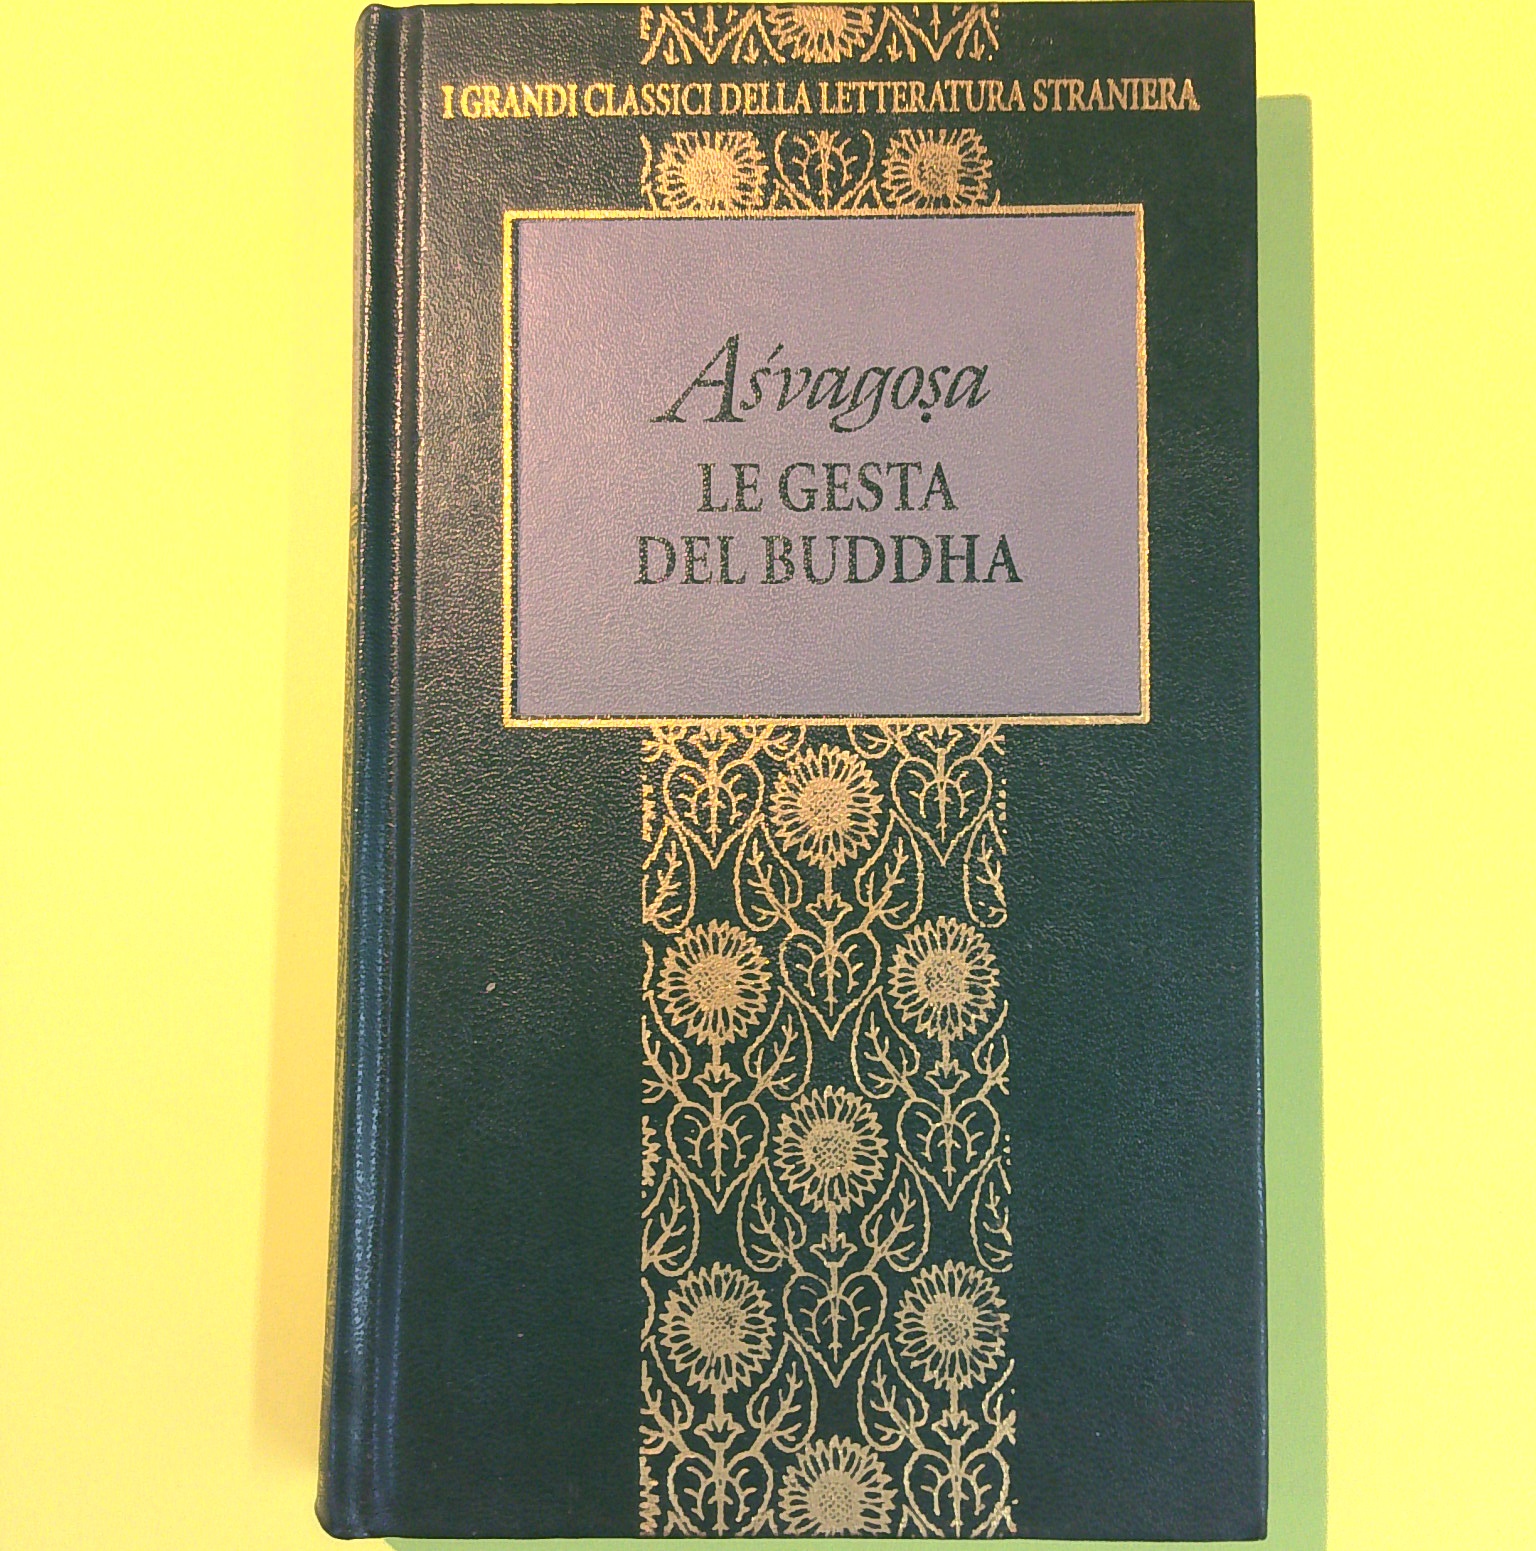 I GRANDI CLASSICI DELLA LETTERATURA STRANIERA
Aśvagoṣa
LE GESTA
DEL BUDDHA